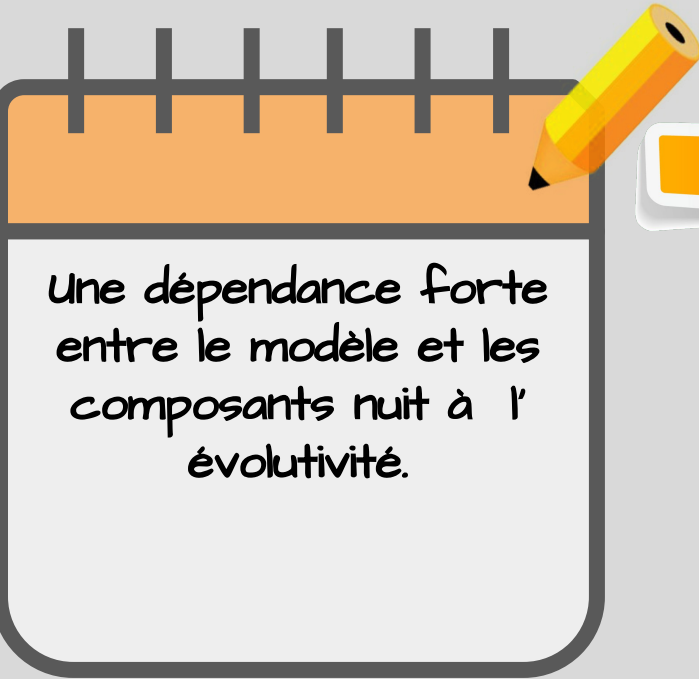 Une dépendance forte
entre le modèle et les
composants nuit à  l'
évolutivité.